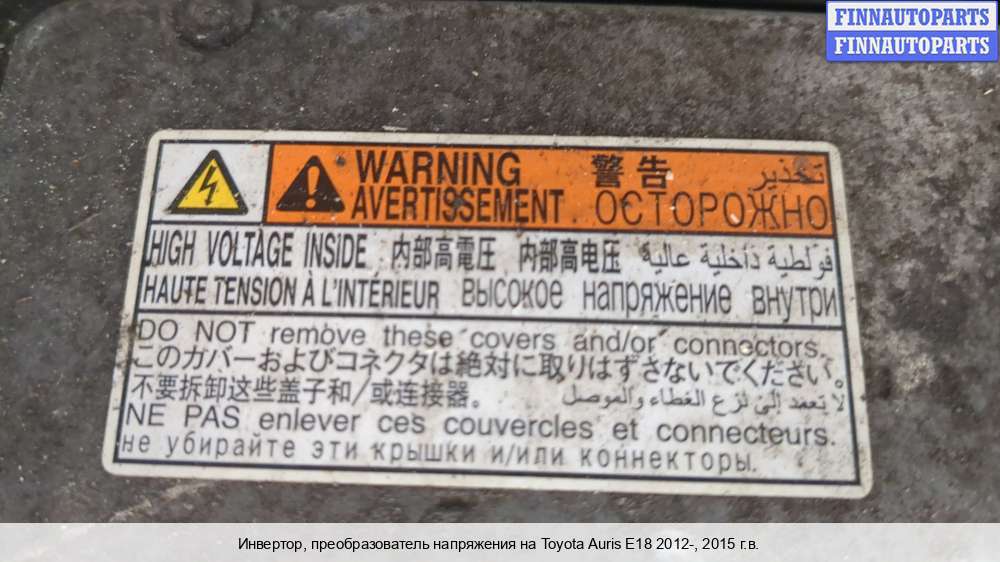 FINNAUTOPARTS
FINNAUTOPARTS
WARNING 警告 تحذير
AVERTISSEMENT ОСТОРОЖНО
HIGH VOLTAGE INSIDE 内部高電圧 内部高电压 فولطية داخلية عالية
HAUTE TENSION À L'INTÉRIEUR высокое напряжение внутри
DO NOT remove these covers and/or connectors.
このカバーおよびコネクタは絶対に取りはずさないでください。
不要拆卸这些盖子和/或连接器。 لا تعمد إلى نزع الغطاء والموصل
NE PAS enlever ces couvercles et connecteurs.
не убирайте эти крышки и/или коннекторы.
Инвертор, преобразователь напряжения на Toyota Auris E18 2012-, 2015 г.в.